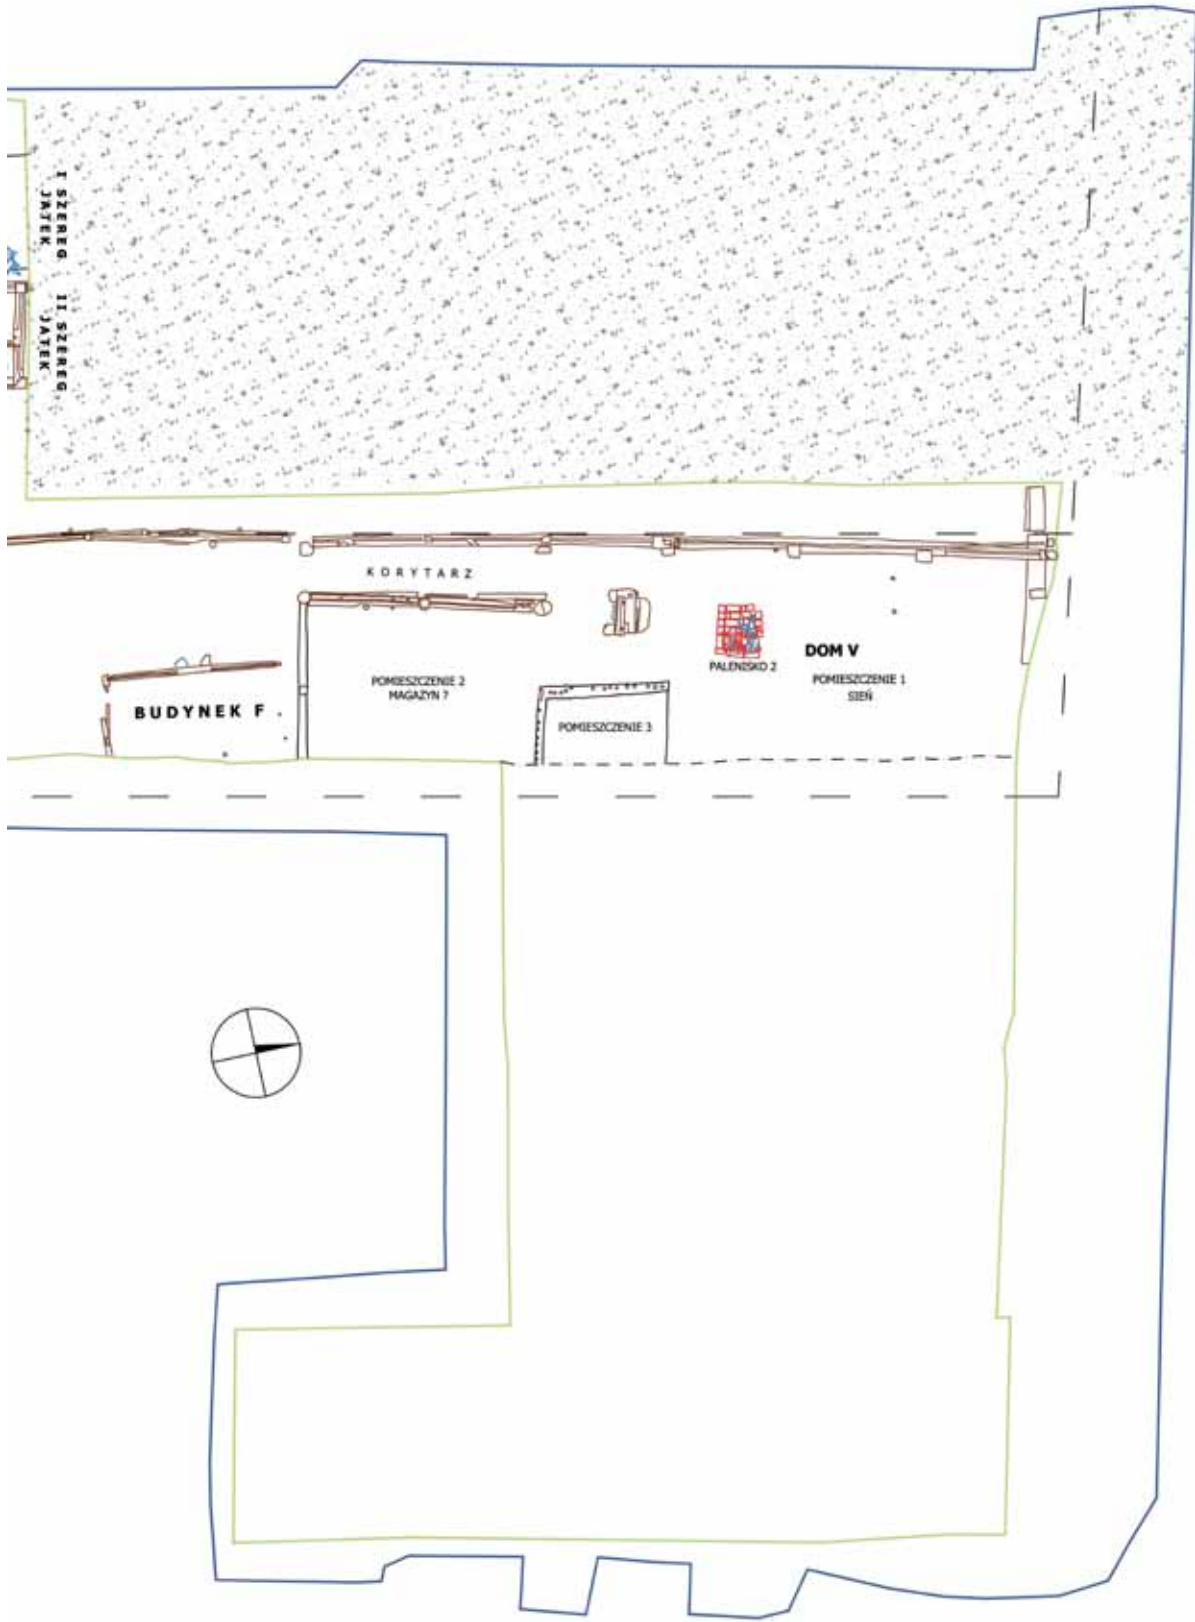 I SZEREG
JATEK
II SZEREG
JATEK
KORYTARZ
DOM V
PALENISKO 2
POMIESZCZENIE 1
SIEŃ
POMIESZCZENIE 2
MAGAZYN ?
BUDYNEK F
POMIESZCZENIE 3